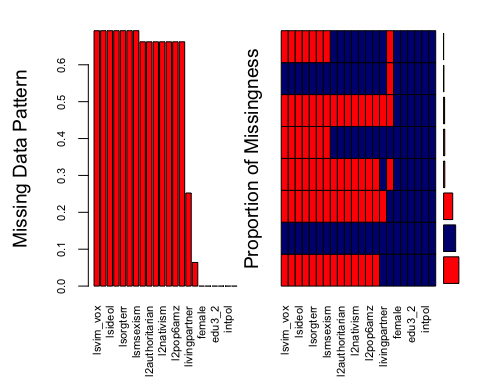 Missing Data Pattern
0.0
0.1
0.2
0.3
0.4
0.5
0.6
lsvim_vox
lsideol
lsorgterr
lsmsexism
l2authoritarian
l2nativism
l2pop6amz
livingpartner
female
edu3_2
intpol
Proportion of Missingness
lsvim_vox
lsideol
lsorgterr
lsmsexism
l2authoritarian
l2nativism
l2pop6amz
livingpartner
female
edu3_2
intpol